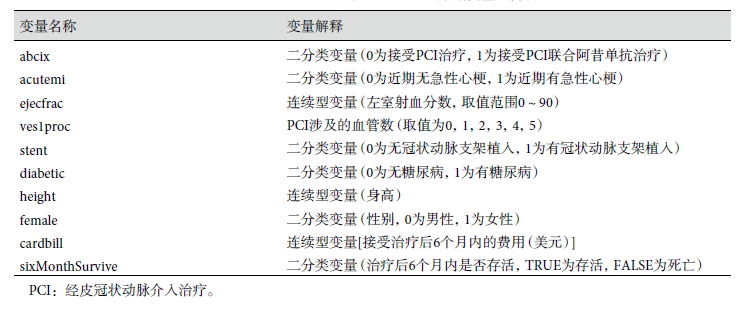 变量名称 变量解释
abcix 二分类变量(0为接受PCI治疗, 1为接受PCI联合阿昔单抗治疗)
acutemi 二分类变量(0为近期无急性心梗, 1为近期有急性心梗)
ejecfrac 连续型变量(左室射血分数, 取值范围0~90)
ves1proc PCI涉及的血管数(取值为0, 1, 2, 3, 4, 5)
stent 二分类变量(0为无冠状动脉支架植入, 1为有冠状动脉支架植入)
diabetic 二分类变量(0为无糖尿病, 1为有糖尿病)
height 连续型变量(身高)
female 二分类变量(性别, 0为男性, 1为女性)
cardbill 连续型变量[接受治疗后6个月内的费用(美元)]
sixMonthSurvive 二分类变量(治疗后6个月内是否存活, TRUE为存活, FALSE为死亡)
PCI: 经皮冠状动脉介入治疗。